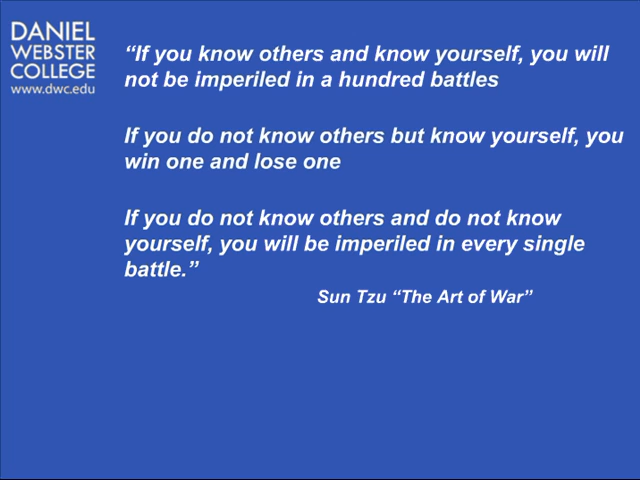 DANIEL
WEBSTER
COLLEGE
www.dwc.edu
“If you know others and know yourself, you will
not be imperiled in a hundred battles
If you do not know others but know yourself, you
win one and lose one
If you do not know others and do not know
yourself, you will be imperiled in every single
battle.”
Sun Tzu “The Art of War”